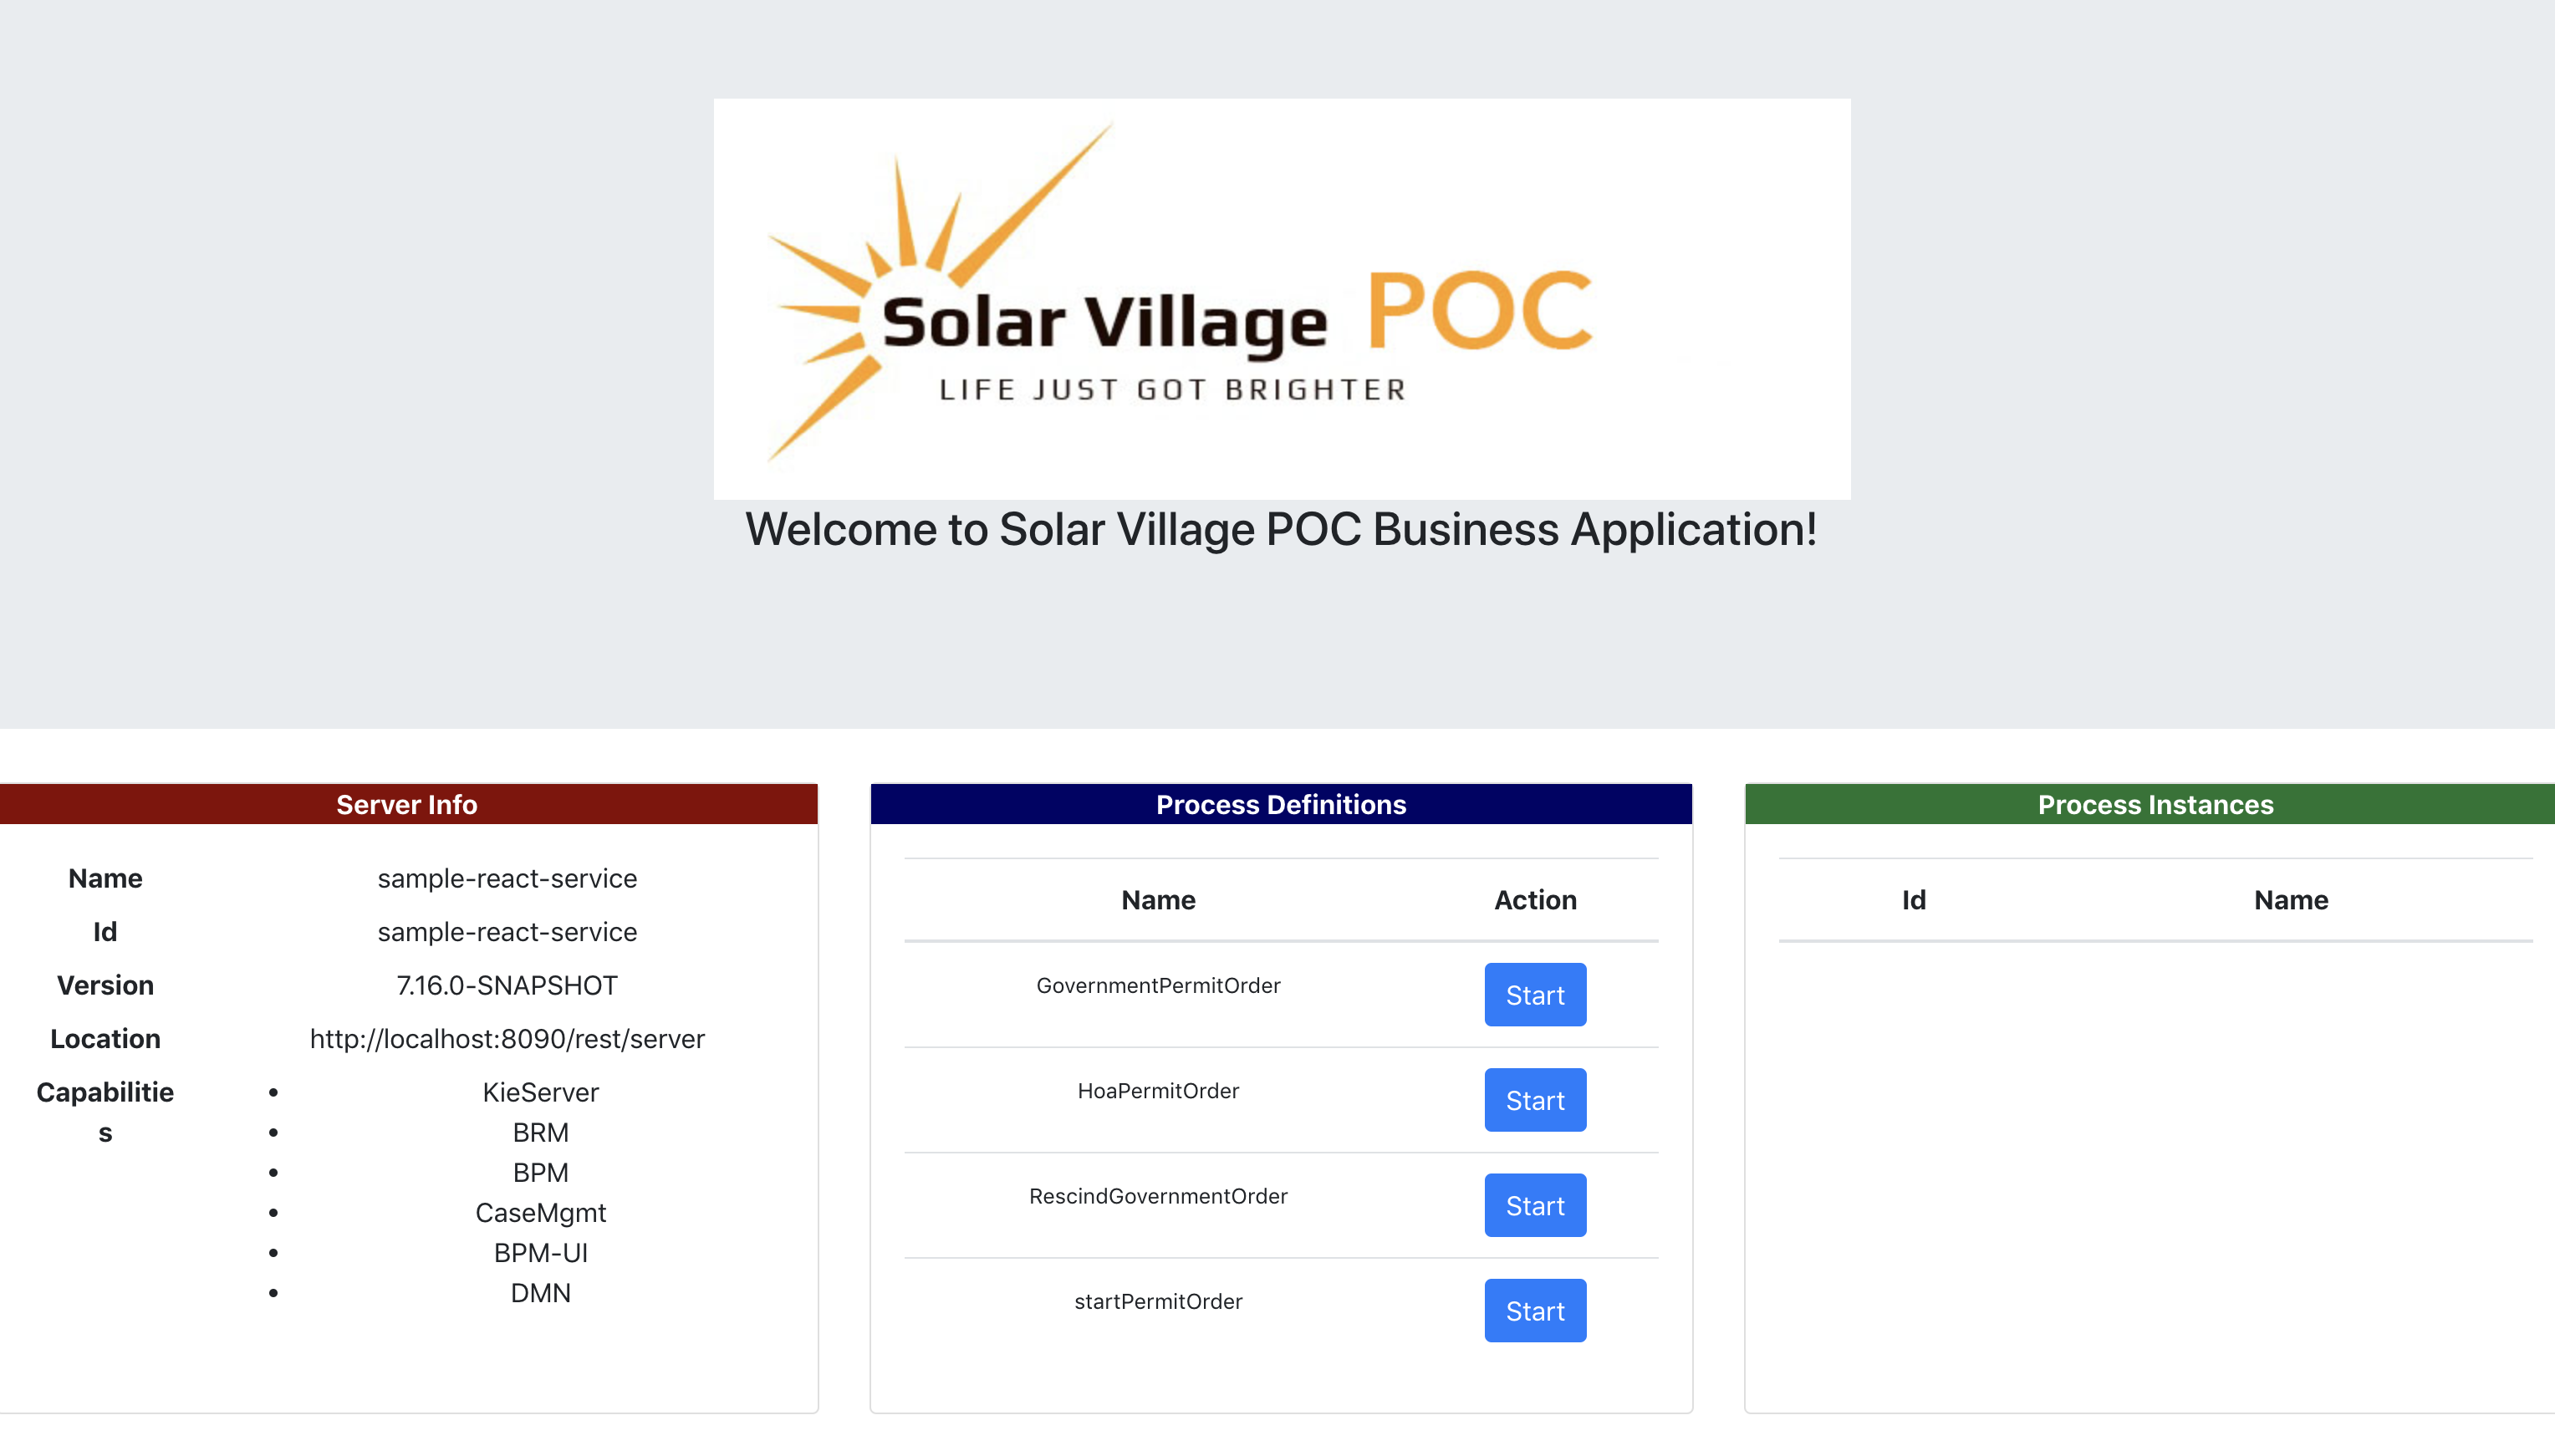 Solar Village POC
LIFE JUST GOT BRIGHTER
Welcome to Solar Village POC Business Application!
Server Info
Name sample-react-service
Id sample-react-service
Version 7.16.0-SNAPSHOT
Location http://localhost:8090/rest/server
Capabilitie
s
• KieServer
• BRM
• BPM
• CaseMgmt
• BPM-UI
• DMN
Process Definitions
Name Action
GovernmentPermitOrder Start
HoaPermitOrder Start
RescindGovernmentOrder Start
startPermitOrder Start
Process Instances
Id Name